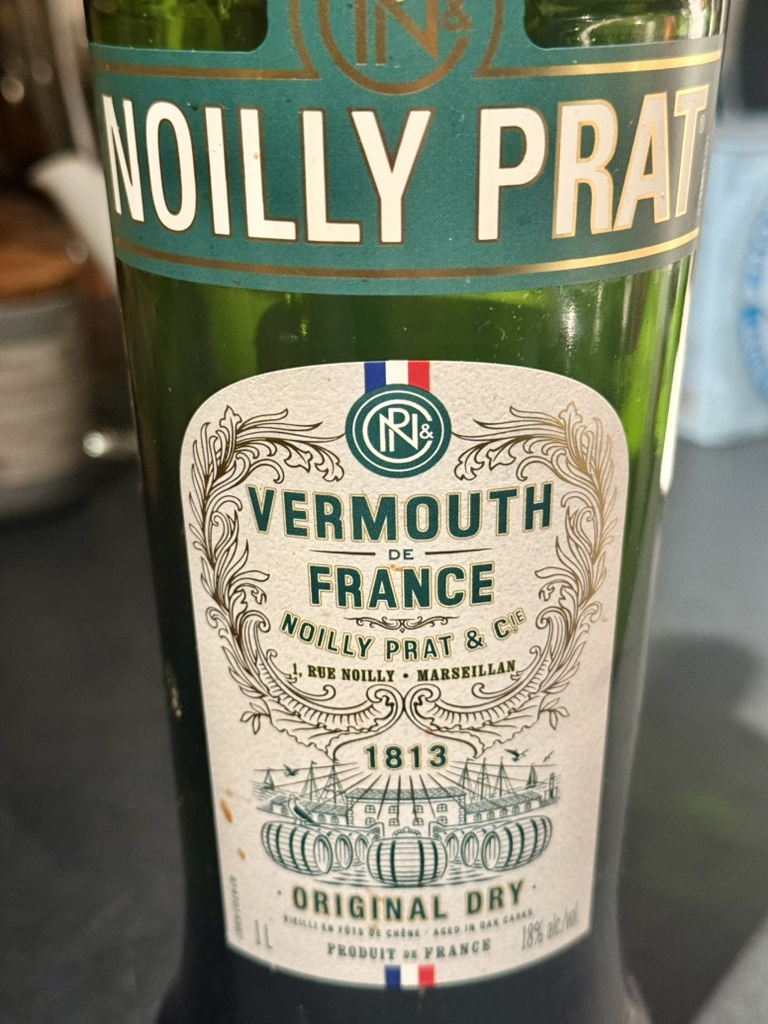 NOILLY PRAT
VERMOUTH
DE
FRANCE
NOILLY PRAT & CIE
1, RUE NOILLY • MARSEILLAN
1813
· ORIGINAL DRY ·
VIEILLI EN FÛTS DE CHÊNE · AGED IN OAK CASKS
1L
PRODUIT DE FRANCE
18% alc/vol.